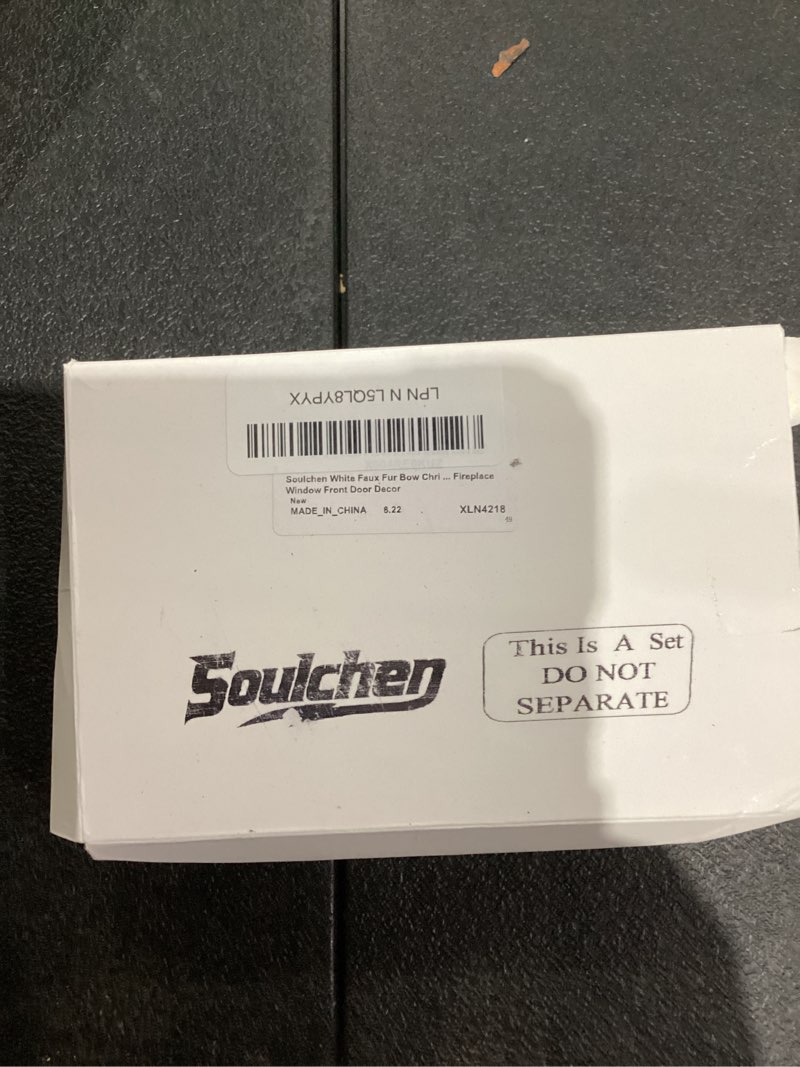 LPN N L5QL8YPYX
Soulchen White Faux Fur Bow Chri ... Fireplace
Window Front Door Decor
New
MADE_IN_CHINA 6.22 . XLN4218
Soulchen
This Is A Set
DO NOT
SEPARATE